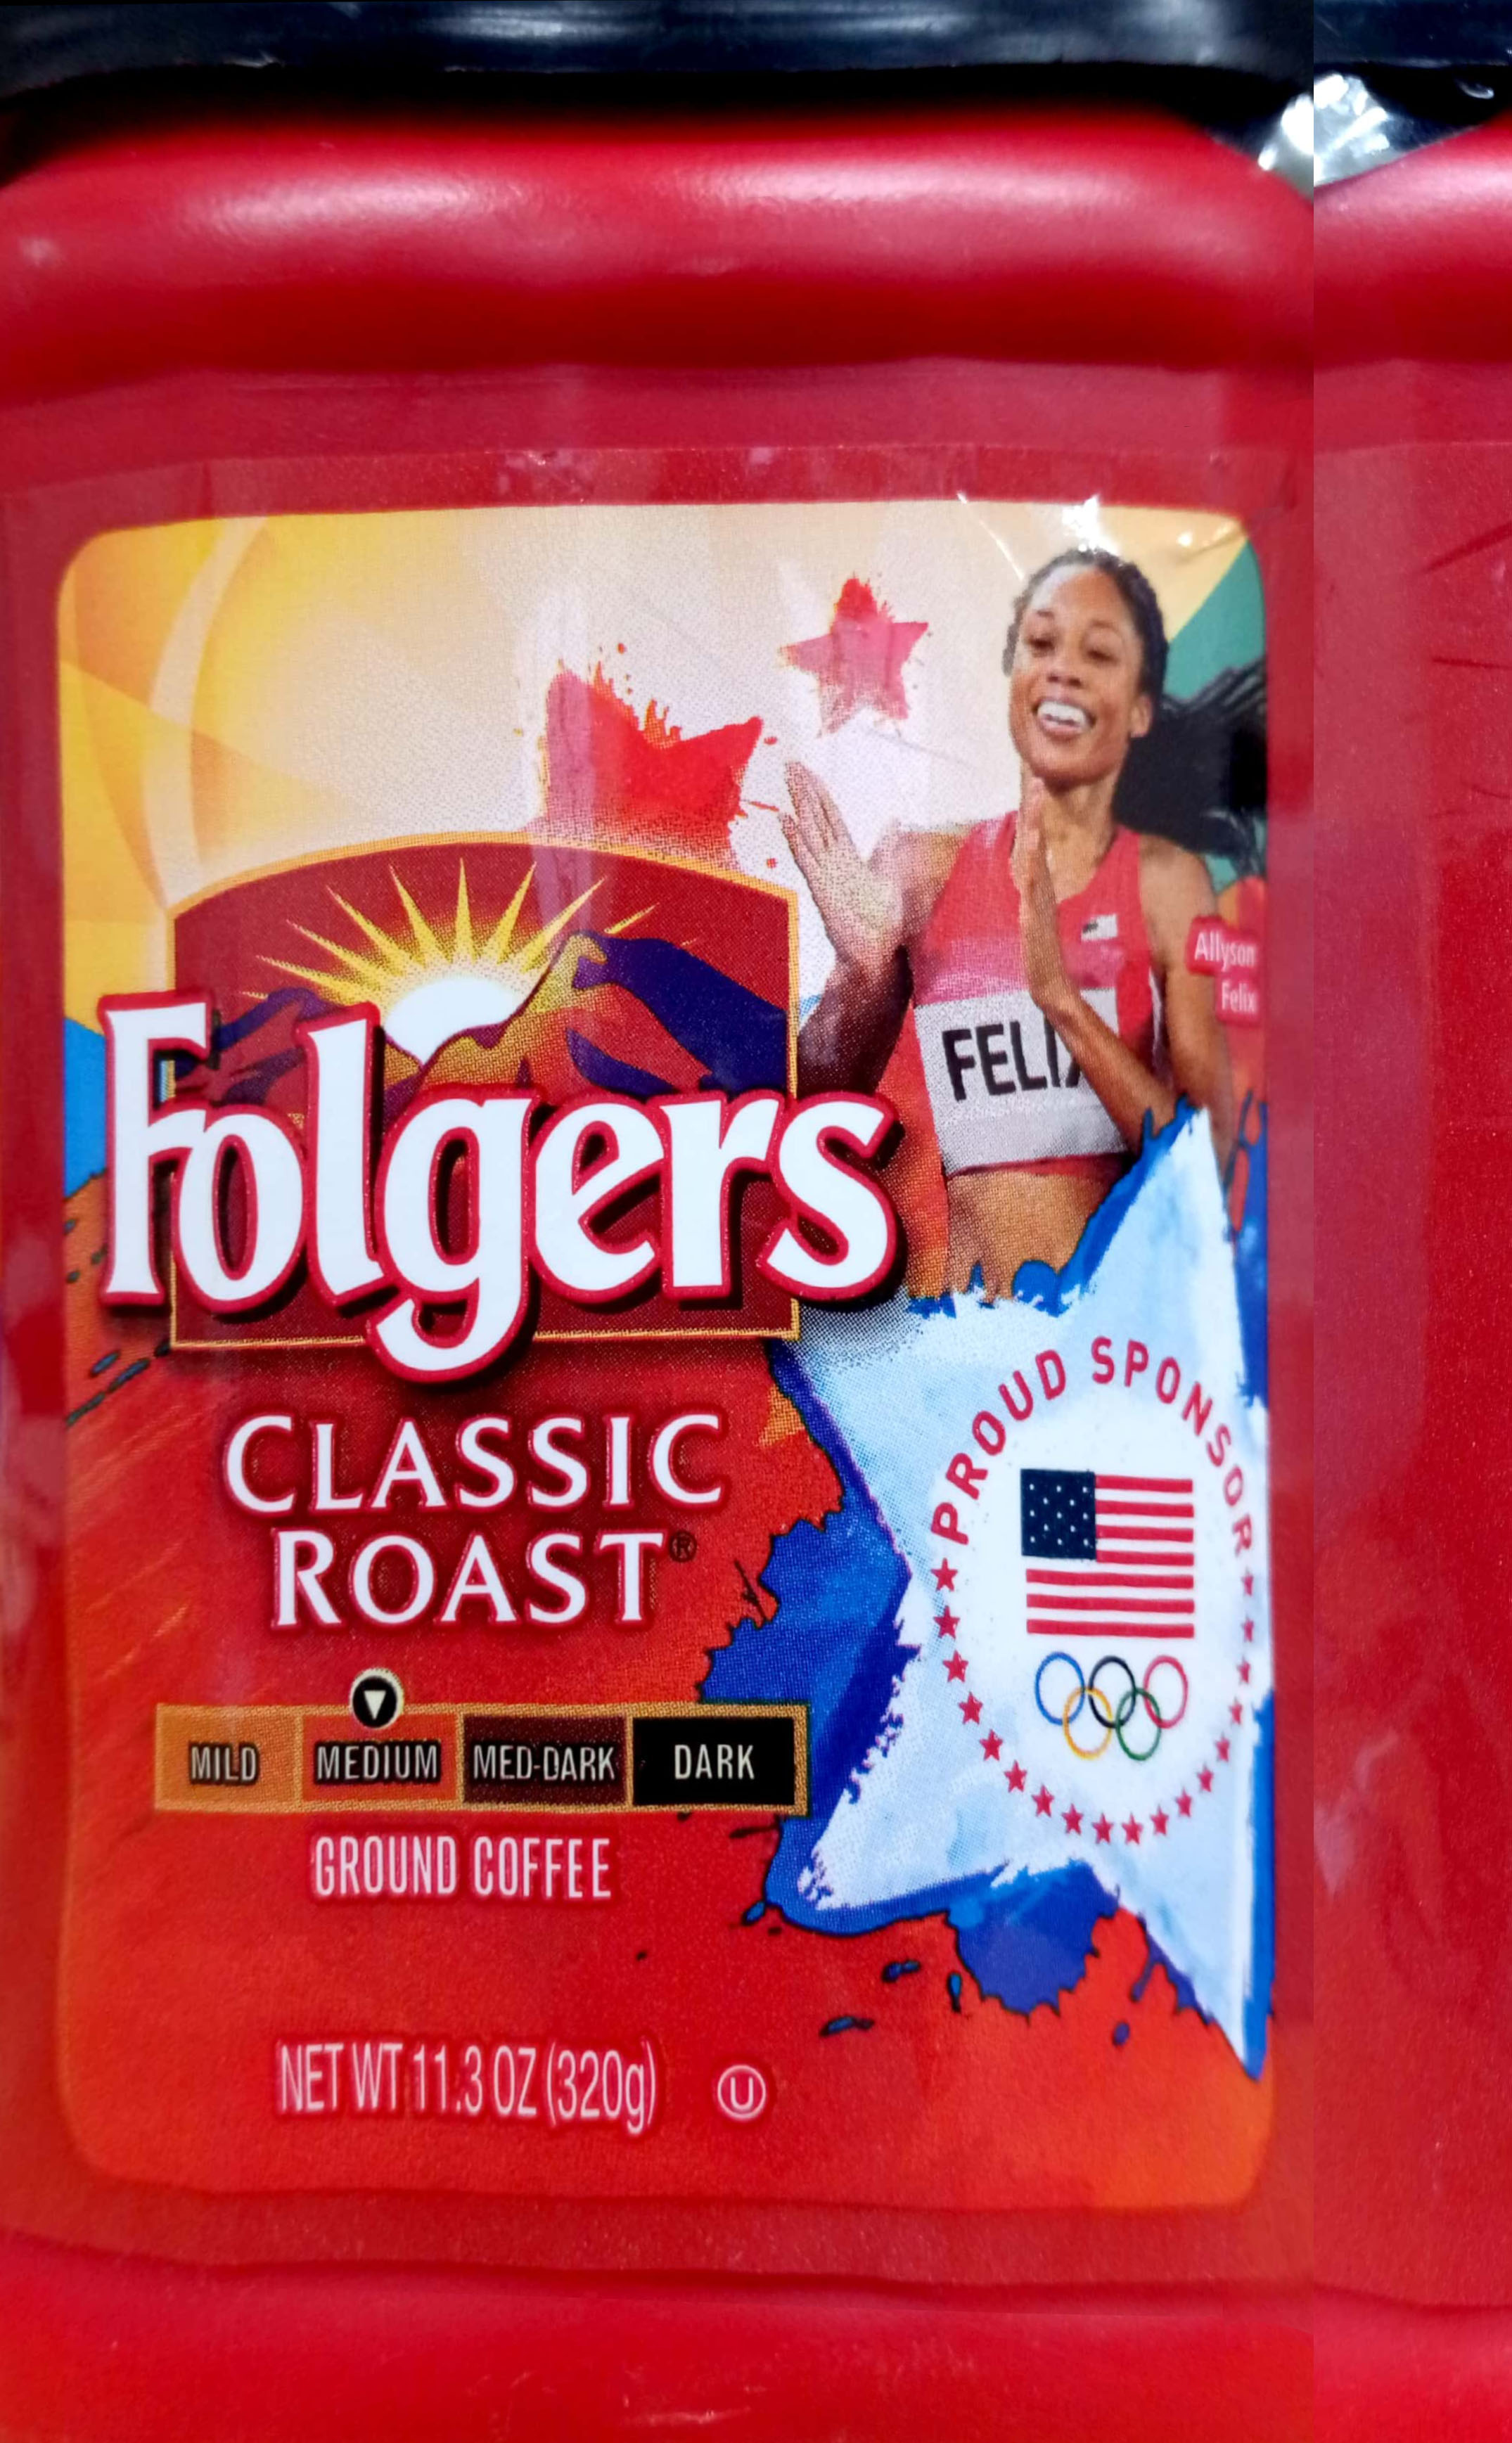 Allyson
Felix
FELIX
Folgers
CLASSIC
ROAST®
PROUD SPONSOR
MILD MEDIUM MED-DARK DARK
GROUND COFFEE
NET WT 11.3 OZ (320g) U